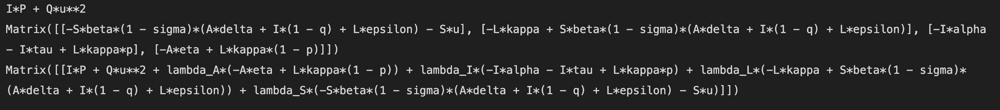 I*P + Q*u**2
Matrix([[-S*beta*(1 - sigma)*(A*delta + I*(1 - q) + L*epsilon) - S*u], [-L*kappa + S*beta*(1 - sigma)*(A*delta + I*(1 - q) + L*epsilon)], [-I*alpha
- I*tau + L*kappa*p], [-A*eta + L*kappa*(1 - p)]])
Matrix([[I*P + Q*u**2 + lambda_A*(-A*eta + L*kappa*(1 - p)) + lambda_I*(-I*alpha - I*tau + L*kappa*p) + lambda_L*(-L*kappa + S*beta*(1 - sigma)*
(A*delta + I*(1 - q) + L*epsilon)) + lambda_S*(-S*beta*(1 - sigma)*(A*delta + I*(1 - q) + L*epsilon) - S*u)]])